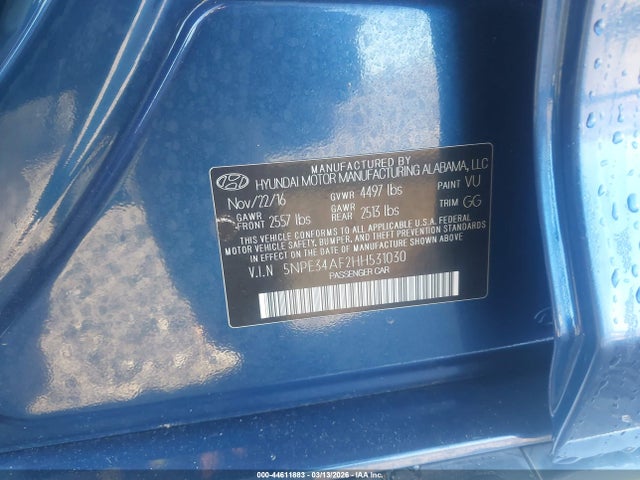 MANUFACTURED BY
HYUNDAI MOTOR MANUFACTURING ALABAMA, LLC
Nov/22/16 GVWR 4497 lbs PAINT VU
GAWR FRONT 2557 lbs GAWR REAR 2513 lbs TRIM GG
THIS VEHICLE CONFORMS TO ALL APPLICABLE U.S.A. FEDERAL
MOTOR VEHICLE SAFETY, BUMPER, AND THEFT PREVENTION STANDARDS
IN EFFECT ON THE DATE OF MANUFACTURE SHOWN ABOVE.
V.I.N 5NPE34AF2HH531030
PASSENGER CAR
000-44611883 - 03/13/2026 - IAA Inc.